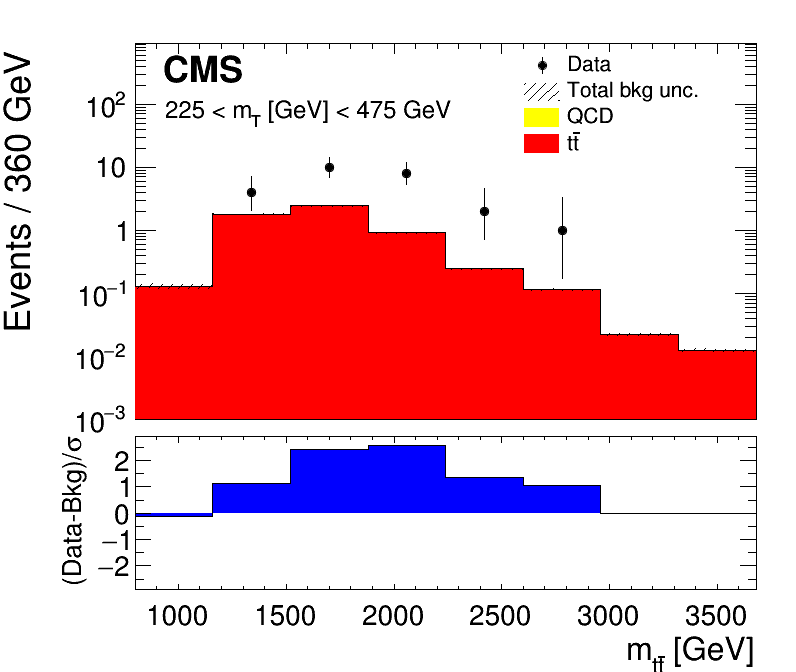 CMS
225 < m_T [GeV] < 475 GeV
Data
Total bkg unc.
QCD
tt̄
Events / 360 GeV
10²
10
1
10⁻¹
10⁻²
10⁻³
(Data-Bkg)/σ
2
1
0
−1
−2
1000 1500 2000 2500 3000 3500
m_tt̄ [GeV]